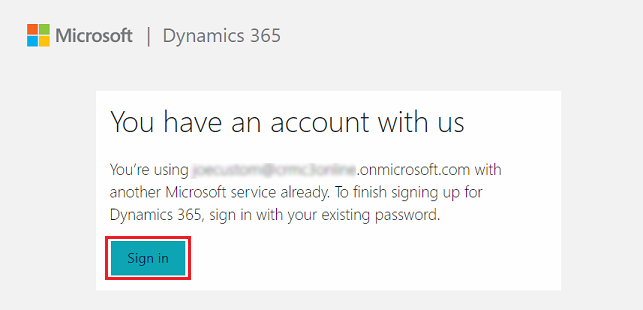 Microsoft | Dynamics 365
You have an account with us
You're using .onmicrosoft.com with
another Microsoft service already. To finish signing up for
Dynamics 365, sign in with your existing password.
Sign in